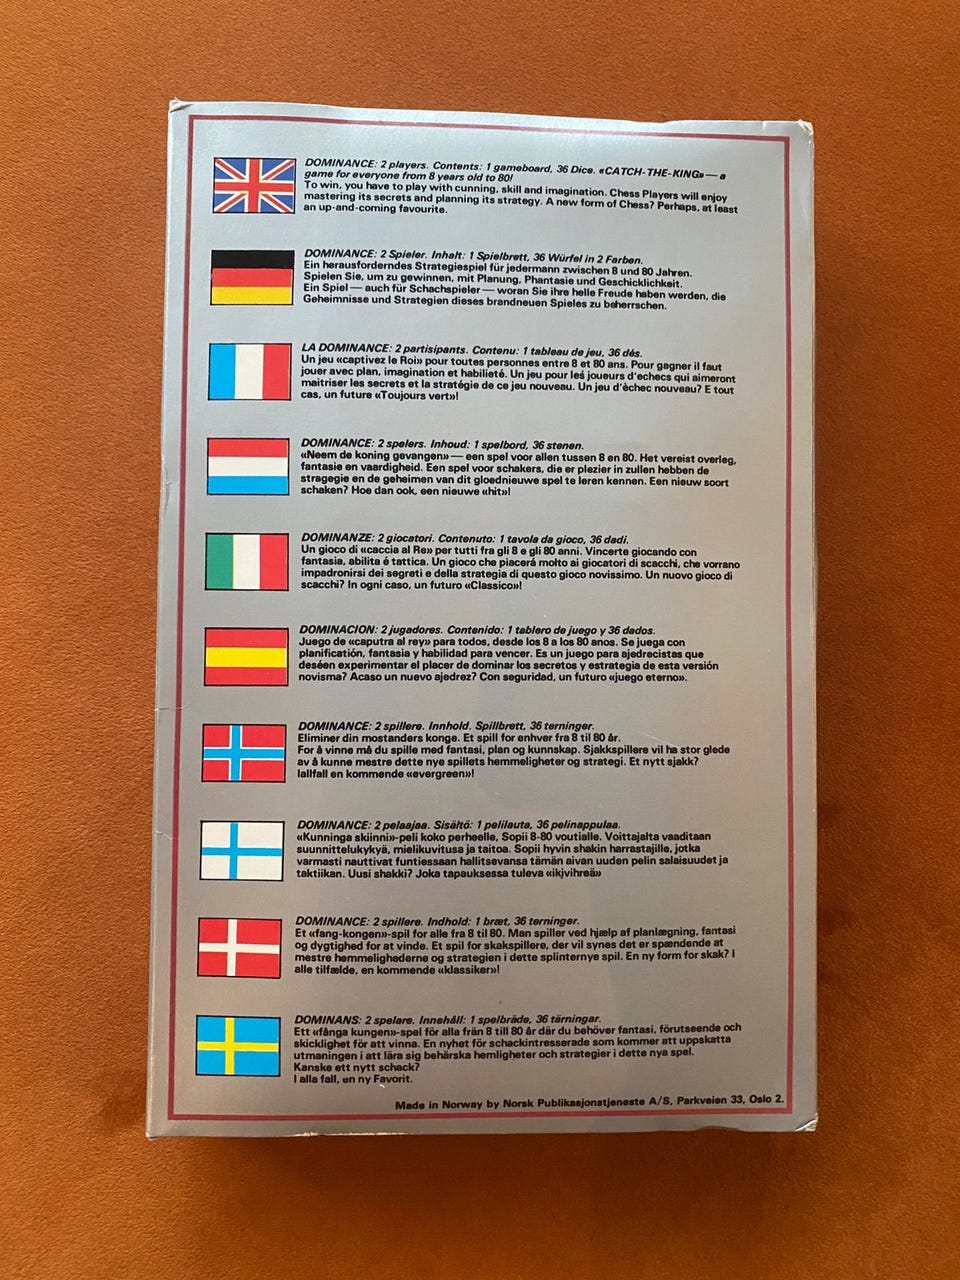 DOMINANCE: 2 players. Contents: 1 gameboard, 36 Dice. «CATCH-THE-KING» — a
game for everyone from 8 years old to 80!
To win, you have to play with cunning, skill and imagination. Chess Players will enjoy
mastering its secrets and planning its strategy. A new form of Chess? Perhaps, at least
an up-and-coming favourite.
DOMINANCE: 2 Spieler. Inhalt: 1 Spielbrett, 36 Würfel in 2 Farben.
Ein herausforderndes Strategiespiel für jedermann zwischen 8 und 80 Jahren.
Spielen Sie, um zu gewinnen, mit Planung, Phantasie und Geschicklichkeit.
Ein Spiel — auch für Schachspieler — woran Sie ihre helle Freude haben werden, die
Geheimnisse und Strategien dieses brandneuen Spieles zu beherrschen.
LA DOMINANCE: 2 partisipants. Contenu: 1 tableau de jeu, 36 dès.
Un jeu «captivez le Roi» pour toutes personnes entre 8 et 80 ans. Pour gagner il faut
jouer avec plan, imagination et habilieté. Un jeu pour les joueurs d'echecs qui aimeront
maitriser les secrets et la stratégie de ce jeu nouveau. Un jeu d'èchec nouveau? E tout
cas, un future «Toujours vert»!
DOMINANCE: 2 spelers. Inhoud: 1 spelbord, 36 stenen.
«Neem de koning gevangen» — een spel voor allen tussen 8 en 80. Het vereist overleg,
fantasie en vaardigheid. Een spel voor schakers, die er plezier in zullen hebben de
stragegie en de geheimen van dit gloednieuwe spel te leren kennen. Een nieuw soort
schaken? Hoe dan ook, een nieuwe «hit»!
DOMINANZE: 2 giocatori. Contenuto: 1 tavola da gioco, 36 dadi.
Un gioco di «caccia al Re» per tutti fra gli 8 e gli 80 anni. Vincerte giocando con
fantasia, abilita é tattica. Un gioco che piacerá molto ai giocatori di scacchi, che vorrano
impadronirsi dei segreti e della strategia di questo gioco novissimo. Un nuovo gioco di
scacchi? In ogni caso, un futuro «Classico»!
DOMINACION: 2 jugadores. Contenido: 1 tablero de juego y 36 dados.
Juego de «caputra al rey» para todos, desde los 8 a los 80 anos. Se juega con
planificatión, fantasia y habilidad para vencer. Es un juego para ajedrecistas que
deséen experimentar el placer de dominar los secretos y estrategia de esta versión
novisma? Acaso un nuevo ajedrez? Con seguridad, un futuro «juego eterno».
DOMINANCE: 2 spillere. Innhold. Spillbrett, 36 terninger.
Eliminer din mostanders konge. Et spill for enhver fra 8 til 80 år.
For å vinne må du spille med fantasi, plan og kunnskap. Sjakkspillere vil ha stor glede
av å kunne mestre dette nye spillets hemmeligheter og strategi. Et nytt sjakk?
Iallfall en kommende «evergreen»!
DOMINANCE: 2 pelaajaa. Sisältö: 1 pelilauta, 36 pelinappulaa.
«Kunninga skiinni»-peli koko perheelle, Sopii 8-80 voutialle. Voittajalta vaaditaan
suunnittelukykyä, mielikuvitusa ja taitoa. Sopii hyvin shakin harrastajille, jotka
varmasti nauttivat funtiessaan hallitsevansa tämän aivan uuden pelin salaisuudet ja
taktiikan. Uusi shakki? Joka tapauksessa tuleva «ikjvihreä»
DOMINANCE: 2 spillere. Indhold: 1 bræt, 36 terninger.
Et «fang-kongen»-spil for alle fra 8 til 80. Man spiller ved hjælp af planlægning, fantasi
og dygtighed for at vinde. Et spil for skakspillere, der vil synes det er spændende at
mestre hemmelighederne og strategien i dette splinternye spil. En ny form for skak? I
alle tilfælde, en kommende «klassiker»!
DOMINANS: 2 spelare. Innehåll: 1 spelbräde, 36 tärningar.
Ett «fånga kungen»-spel för alla från 8 till 80 år där du behöver fantasi, förutseende och
skicklighet för att vinna. En nyhet för schackintresserade som kommer att uppskatta
utmaningen i att lära sig behärska hemligheter och strategier i dette nya spel.
Kanske ett nytt schack?
I alla fall, en ny Favorit.
Made in Norway by Norsk Publikasjonstjeneste A/S, Parkveien 33, Oslo 2.